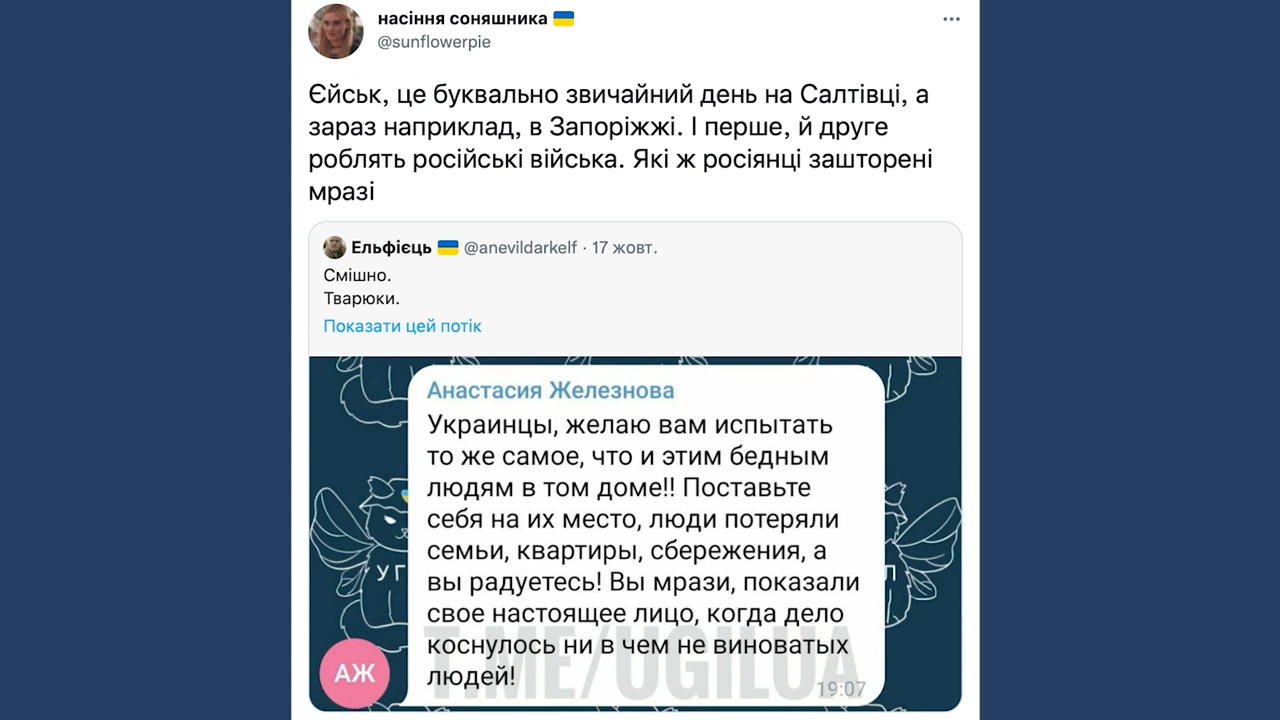 насіння соняшника 🇺🇦
@sunflowerpie
Єйськ, це буквально звичайний день на Салтівці, а
зараз наприклад, в Запоріжжі. І перше, й друге
роблять російські війська. Які ж росіянці зашторені
мразі
Ельфієць 🇺🇦 @anevildarkelf · 17 жовт.
Смішно.
Тварюки.
Показати цей потік
Анастасия Железнова
Украинцы, желаю вам испытать
то же самое, что и этим бедным
людям в том доме!! Поставьте
себя на их место, люди потеряли
семьи, квартиры, сбережения, а
вы радуетесь! Вы мрази, показали
свое настоящее лицо, когда дело
коснулось ни в чем не виноватых
людей!
19:07
АЖ
T.ME/UGILUA